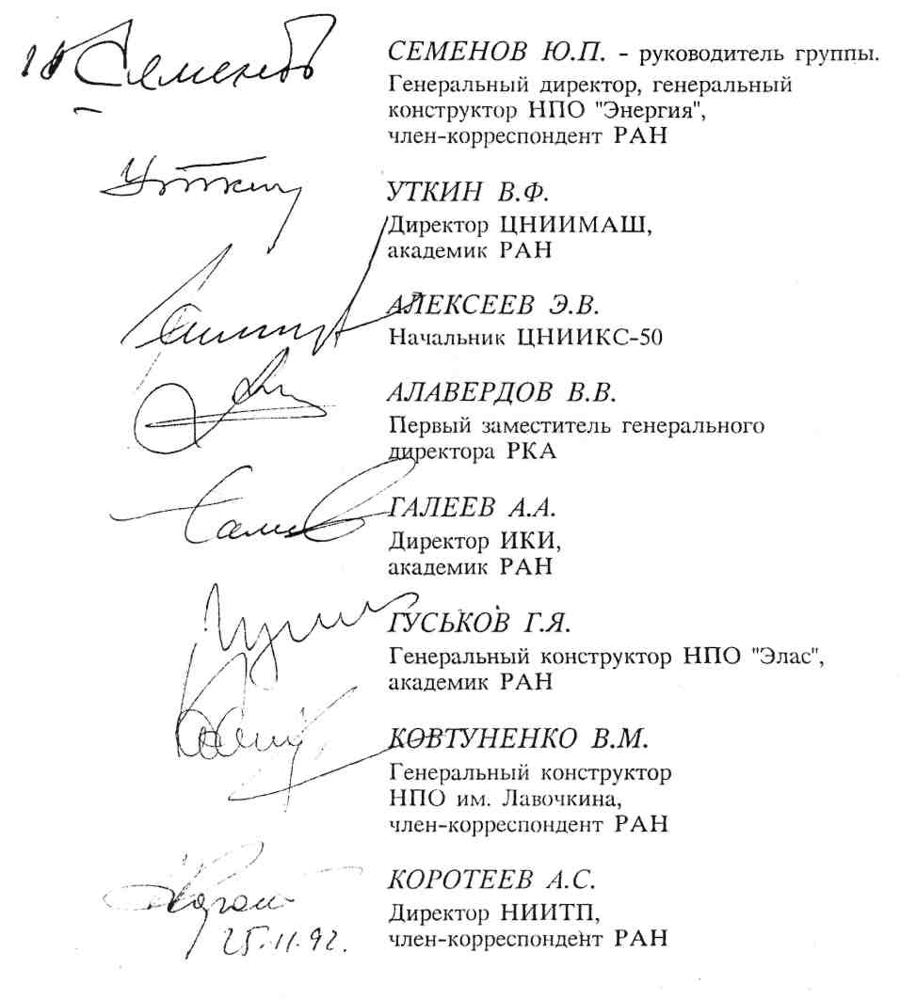 Ю Семенов
СЕМЕНОВ Ю.П. - руководитель группы.
Генеральный директор, генеральный
конструктор НПО "Энергия",
член-корреспондент РАН
Уткин
УТКИН В.Ф.
Директор ЦНИИМАШ,
академик РАН
АЛЕКСЕЕВ Э.В.
Начальник ЦНИИКС-50
АЛАВЕРДОВ В.В.
Первый заместитель генерального
директора РКА
ГАЛЕЕВ А.А.
Директор ИКИ,
академик РАН
ГУСЬКОВ Г.Я.
Генеральный конструктор НПО "Элас",
академик РАН
КОВТУНЕНКО В.М.
Генеральный конструктор
НПО им. Лавочкина,
член-корреспондент РАН
КОРОТЕЕВ А.С.
Директор НИИТП,
член-корреспондент РАН
25.11.92.